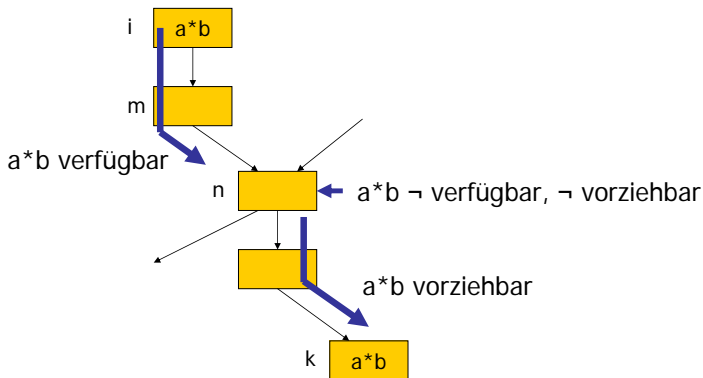 i
a*b
m
a*b verfügbar
n
a*b ¬ verfügbar, ¬ vorziehbar
a*b vorziehbar
k
a*b